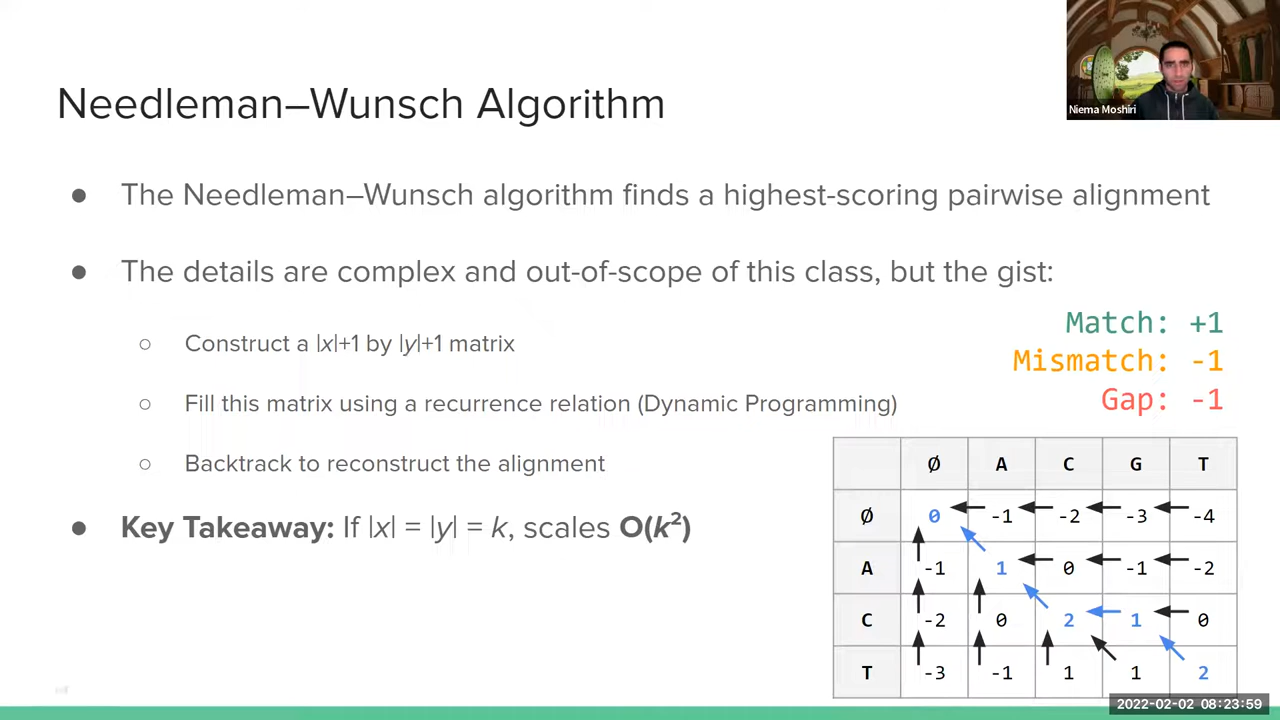 Niema Moshiri
Needleman–Wunsch Algorithm
● The Needleman–Wunsch algorithm finds a highest-scoring pairwise alignment
● The details are complex and out-of-scope of this class, but the gist:
○ Construct a |x|+1 by |y|+1 matrix
○ Fill this matrix using a recurrence relation (Dynamic Programming)
○ Backtrack to reconstruct the alignment
● Key Takeaway: If |x| = |y| = k, scales O(k²)
Match: +1
Mismatch: -1
Gap: -1
Ø A C G T
Ø 0 -1 -2 -3 -4
A -1 1 0 -1 -2
C -2 0 2 1 0
T -3 -1 1 1 2
2022-02-02 08:23:59